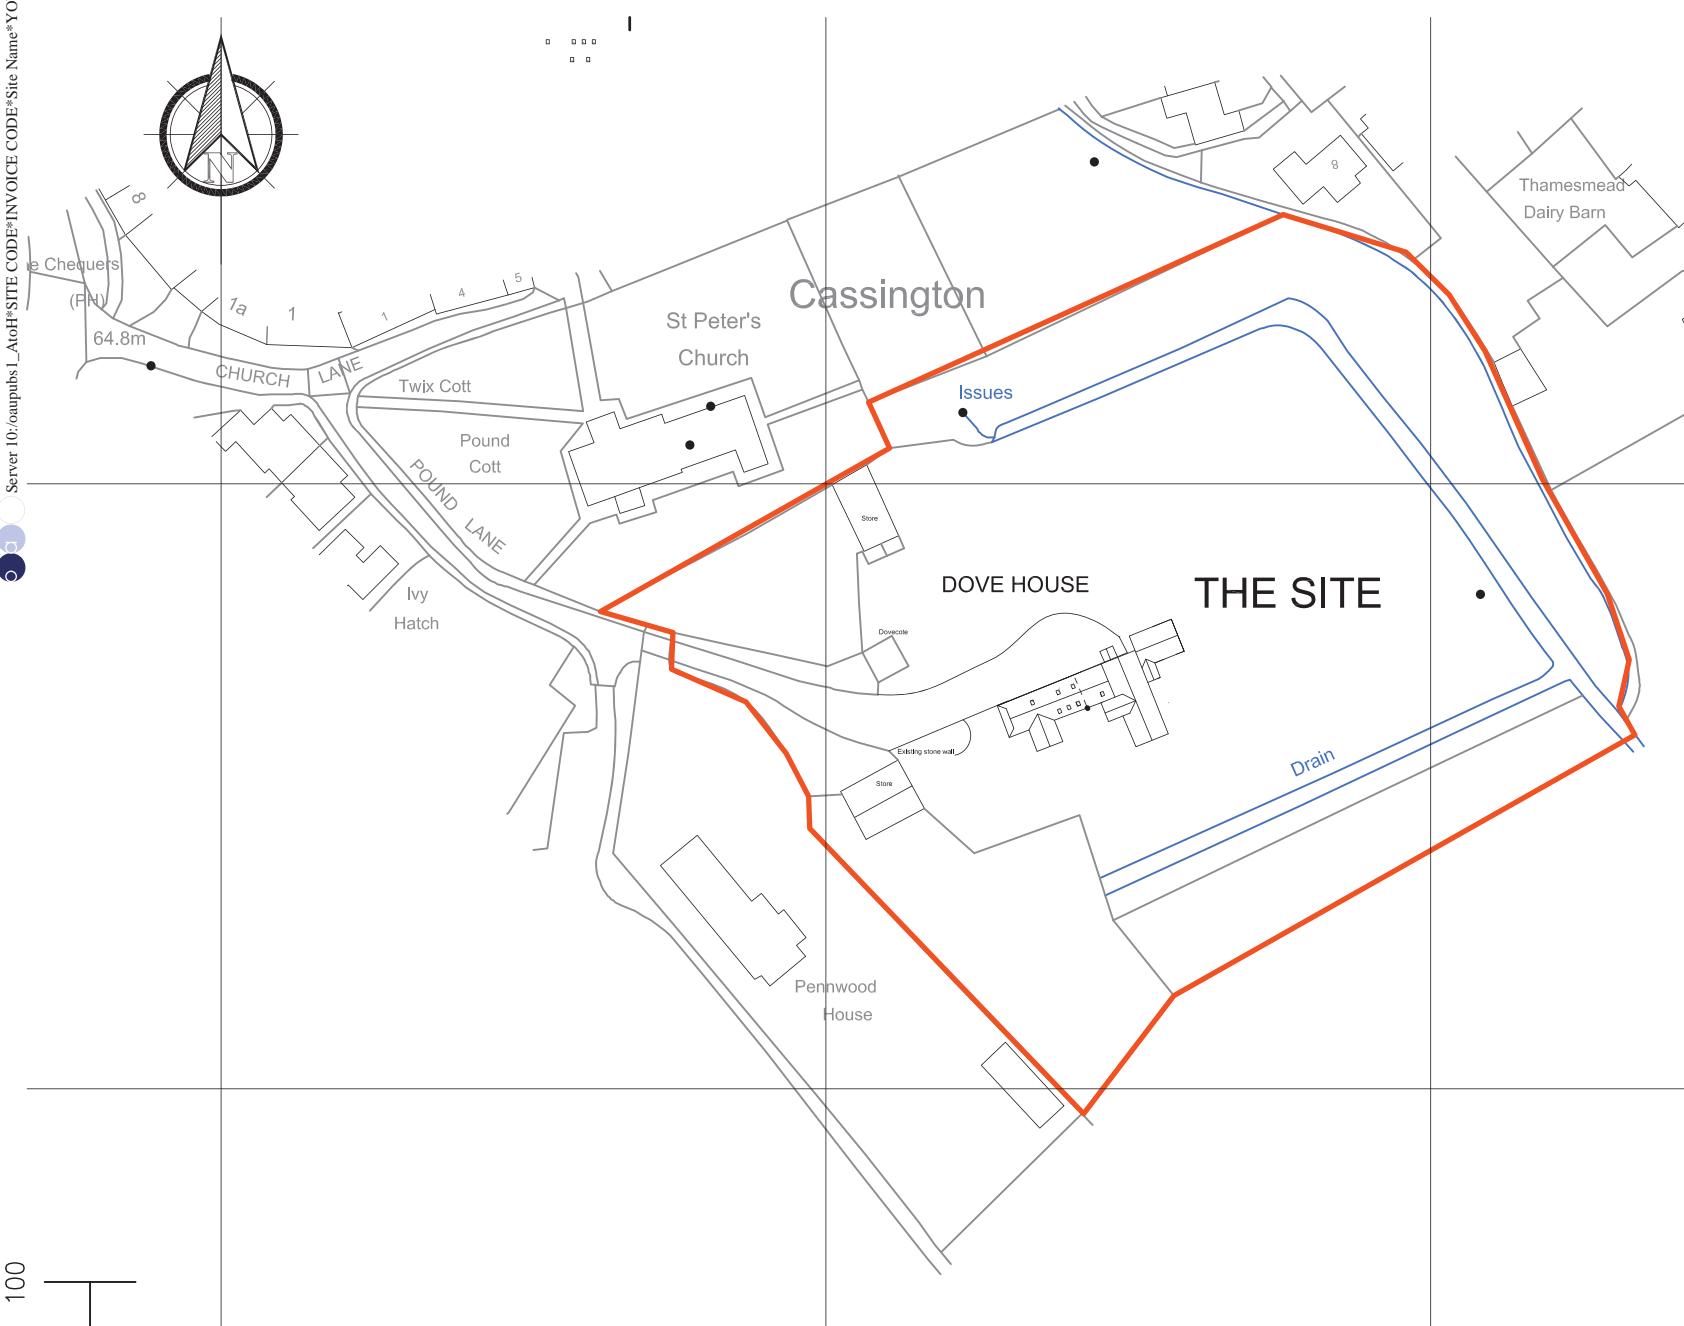 Server 10:/oaupubs1_AtoH*SITE CODE*INVOICE CODE*Site Name*YO
N
8
e Chequers
(PH)
64.8m
1a
1
1
4
5
CHURCH LANE
Twix Cott
Pound
Cott
POUND LANE
Ivy
Hatch
St Peter's
Church
Cassington
8
Thamesmead
Dairy Barn
Issues
Store
DOVE HOUSE
THE SITE
Dovecote
Existing stone wall
Store
Drain
Pennwood
House
100